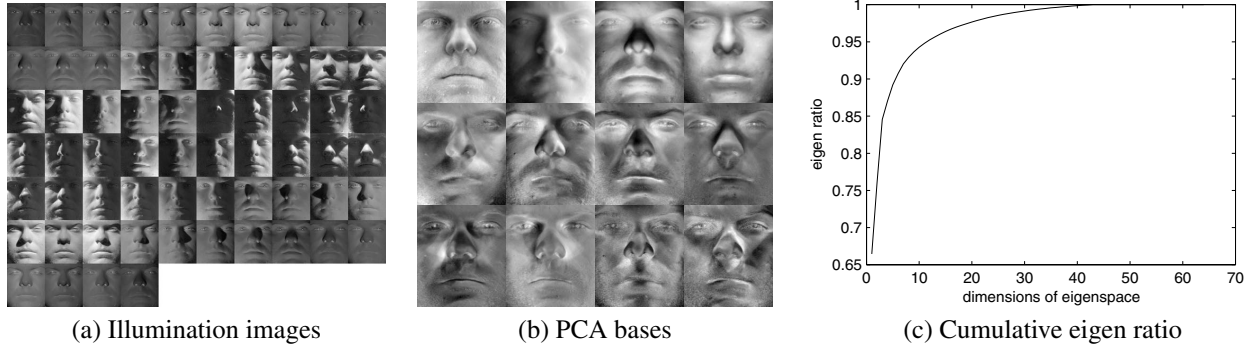 1
0.95
0.9
0.85
0.8
0.75
0.7
0.65
eigen ratio
0 10 20 30 40 50 60 70
dimensions of eigenspace
(a) Illumination images
(b) PCA bases
(c) Cumulative eigen ratio